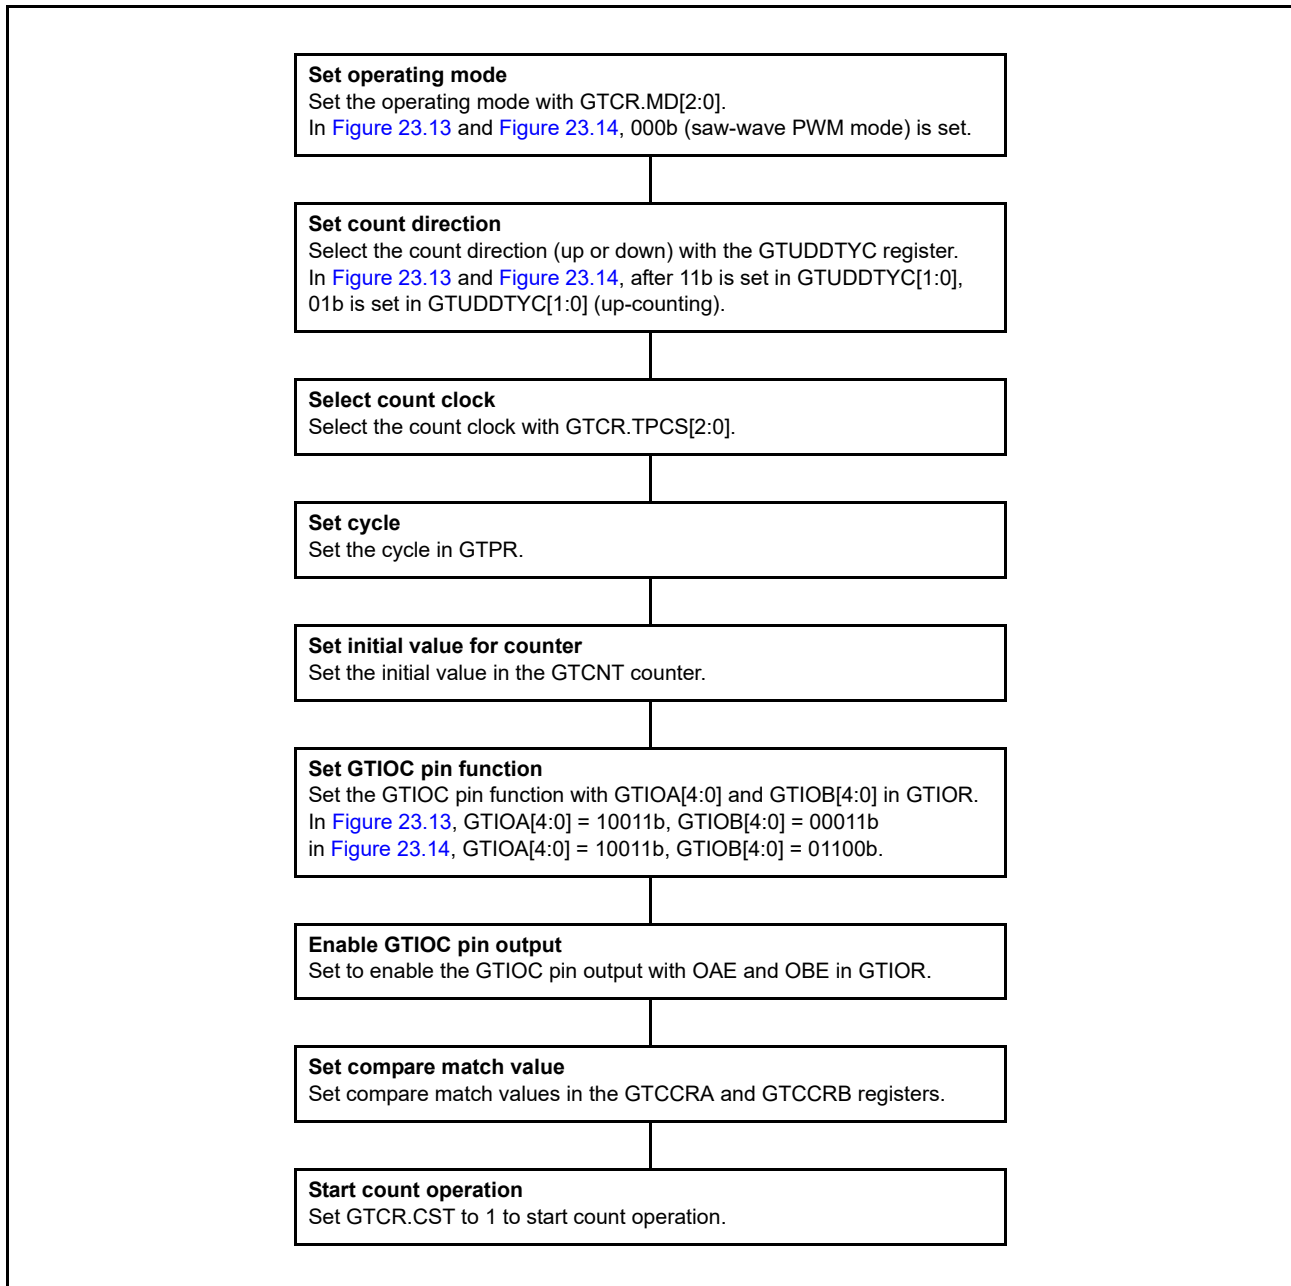 Set operating mode
Set the operating mode with GTCR.MD[2:0].
In Figure 23.13 and Figure 23.14, 000b (saw-wave PWM mode) is set.
Set count direction
Select the count direction (up or down) with the GTUDDTYC register.
In Figure 23.13 and Figure 23.14, after 11b is set in GTUDDTYC[1:0],
01b is set in GTUDDTYC[1:0] (up-counting).
Select count clock
Select the count clock with GTCR.TPCS[2:0].
Set cycle
Set the cycle in GTPR.
Set initial value for counter
Set the initial value in the GTCNT counter.
Set GTIOC pin function
Set the GTIOC pin function with GTIOA[4:0] and GTIOB[4:0] in GTIOR.
In Figure 23.13, GTIOA[4:0] = 10011b, GTIOB[4:0] = 00011b
in Figure 23.14, GTIOA[4:0] = 10011b, GTIOB[4:0] = 01100b.
Enable GTIOC pin output
Set to enable the GTIOC pin output with OAE and OBE in GTIOR.
Set compare match value
Set compare match values in the GTCCRA and GTCCRB registers.
Start count operation
Set GTCR.CST to 1 to start count operation.